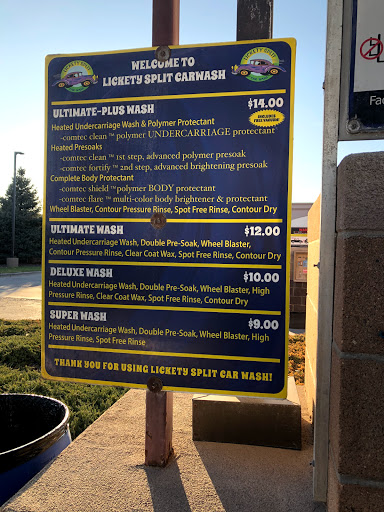 WELCOME TO
LICKETY SPLIT CARWASH
ULTIMATE-PLUS WASH $14.00
Heated Undercarriage Wash & Polymer Protectant
-comtec clean ™ polymer UNDERCARRIAGE protectant
Heated Presoaks
-comtec clean ™ 1st step, advanced polymer presoak
-comtec fortify ™ 2nd step, advanced brightening presoak
Complete Body Protectant
-comtec shield ™ polymer BODY protectant
-comtec flare ™ multi-color body brightener & protectant
Wheel Blaster, Contour Pressure Rinse, Spot Free Rinse, Contour Dry
ULTIMATE WASH $12.00
Heated Undercarriage Wash, Double Pre-Soak, Wheel Blaster,
Contour Pressure Rinse, Clear Coat Wax, Spot Free Rinse, Contour Dry
DELUXE WASH $10.00
Heated Undercarriage Wash, Double Pre-Soak, Wheel Blaster, High
Pressure Rinse, Clear Coat Wax, Spot Free Rinse, Contour Dry
SUPER WASH $9.00
Heated Undercarriage Wash, Double Pre-Soak, Wheel Blaster, High
Pressure Rinse, Spot Free Rinse
THANK YOU FOR USING LICKETY SPLIT CAR WASH!
Fac